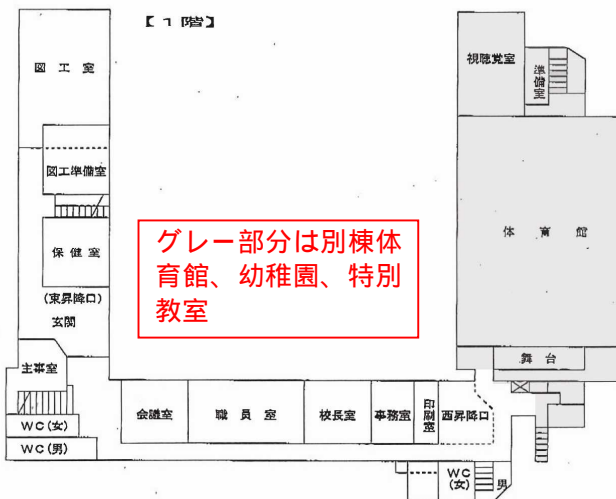 【1階】
図工室
視聴覚室
準備室
図工準備室
保健室
(東昇降口)
玄関
グレー部分は別棟体
育館、幼稚園、特別
教室
体育館
舞台
主事室
会議室
職員室
校長室
事務室
印刷室
西昇降口
WC(女)
WC(男)
WC
(女)
男